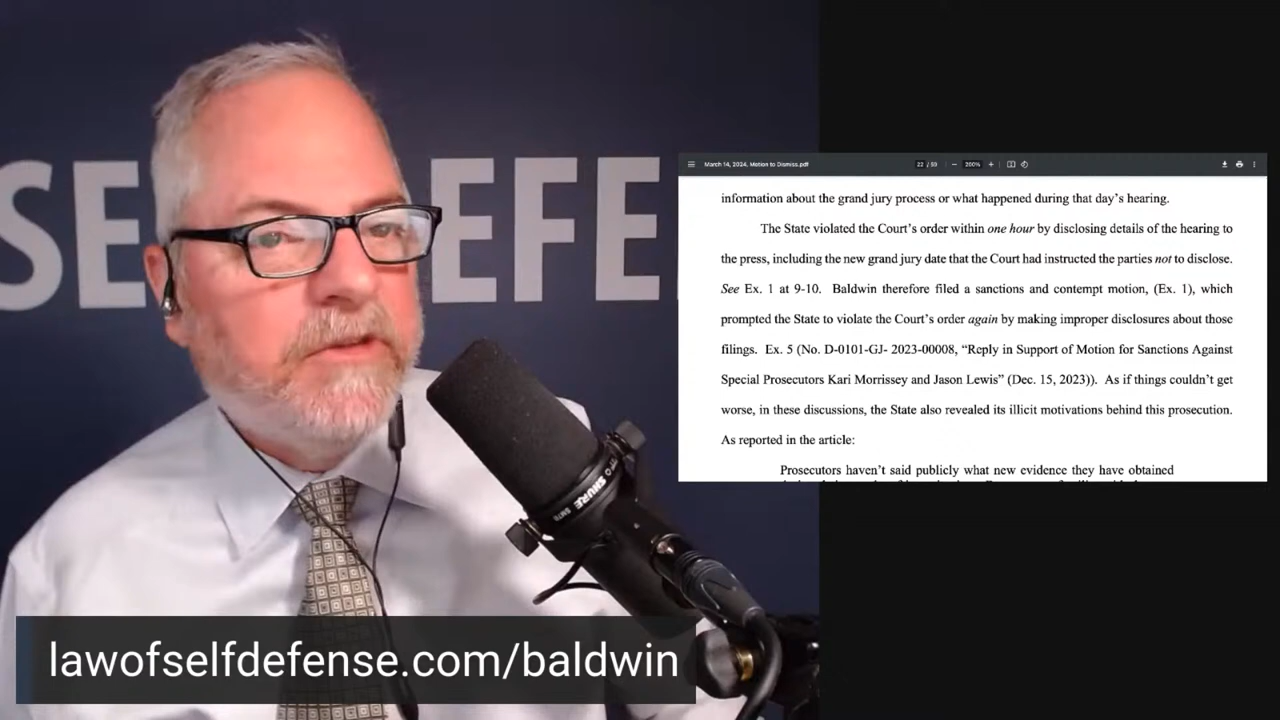 SE
EFE
March 14, 2024, Motion to Dismiss.pdf
22 / 59
200%
information about the grand jury process or what happened during that day's hearing.
The State violated the Court's order within one hour by disclosing details of the hearing to
the press, including the new grand jury date that the Court had instructed the parties not to disclose.
See Ex. 1 at 9-10. Baldwin therefore filed a sanctions and contempt motion, (Ex. 1), which
prompted the State to violate the Court's order again by making improper disclosures about those
filings. Ex. 5 (No. D-0101-GJ- 2023-00008, “Reply in Support of Motion for Sanctions Against
Special Prosecutors Kari Morrissey and Jason Lewis” (Dec. 15, 2023)). As if things couldn't get
worse, in these discussions, the State also revealed its illicit motivations behind this prosecution.
As reported in the article:
Prosecutors haven't said publicly what new evidence they have obtained
SHURE
SM7B
lawofselfdefense.com/baldwin